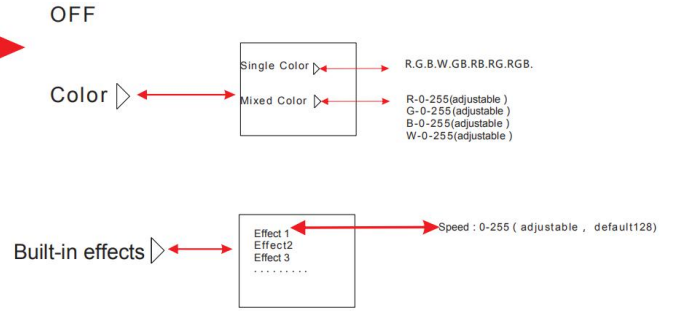 OFF
Color
Single Color
R.G.B.W.GB.RB.RG.RGB.
Mixed Color
R-0-255(adjustable )
G-0-255(adjustable )
B-0-255(adjustable )
W-0-255(adjustable )
Built-in effects
Effect 1
Effect2
Effect 3
. . . . . . . . .
Speed : 0-255 ( adjustable , default128)